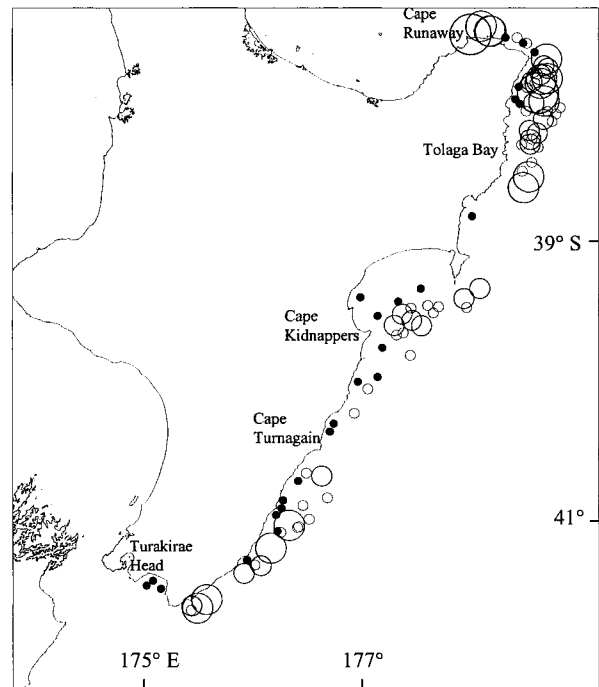 Cape
Runaway
Tolaga Bay
39° S
Cape
Kidnappers
Cape
Turnagain
41°
Turakirae
Head
175° E
177°